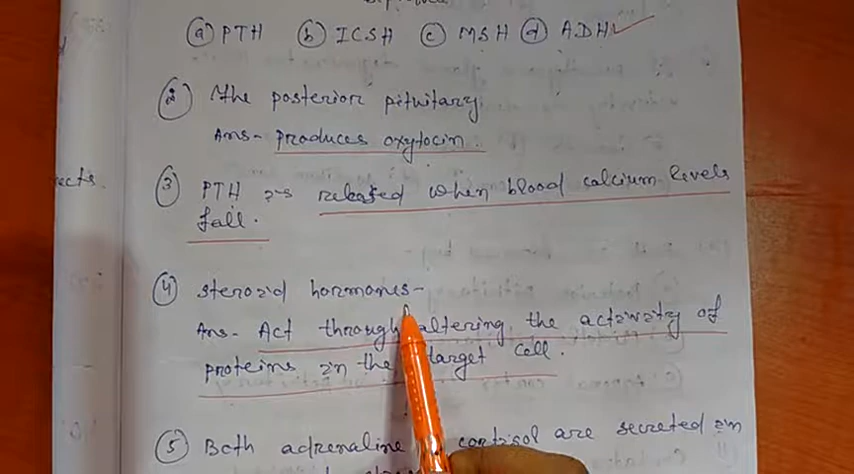 (a) PTH (b) ICSH (c) MSH (d) ADH
(2) The posterior pituitary
Ans- produces oxytocin.
(3) PTH is released when blood calcium levels
fall.
(4) steroid hormones-
Ans- Act through altering the activity of
proteins in the target cell.
(5) Both adrenaline cortisol are secreted in
ects.